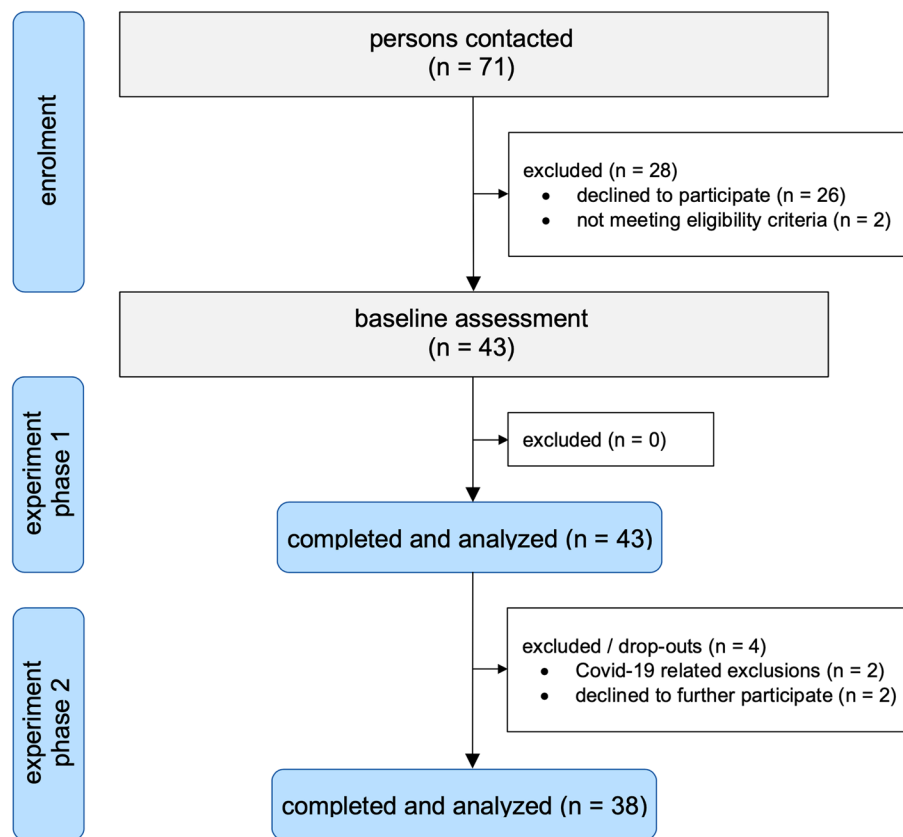 enrolment
persons contacted
(n = 71)
excluded (n = 28)
• declined to participate (n = 26)
• not meeting eligibility criteria (n = 2)
baseline assessment
(n = 43)
experiment
phase 1
excluded (n = 0)
completed and analyzed (n = 43)
experiment
phase 2
excluded / drop-outs (n = 4)
• Covid-19 related exclusions (n = 2)
• declined to further participate (n = 2)
completed and analyzed (n = 38)